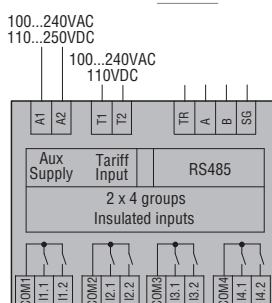 100...240VAC
110...250VDC
100...240VAC
110VDC
A1 A2 T1 T2 TR A B SG
Aux Supply
Tariff Input
RS485
2 x 4 groups
Insulated inputs
COM1 I1.1 I1.2 COM2 I2.1 I2.2 COM3 I3.1 I3.2 COM4 I4.1 I4.2